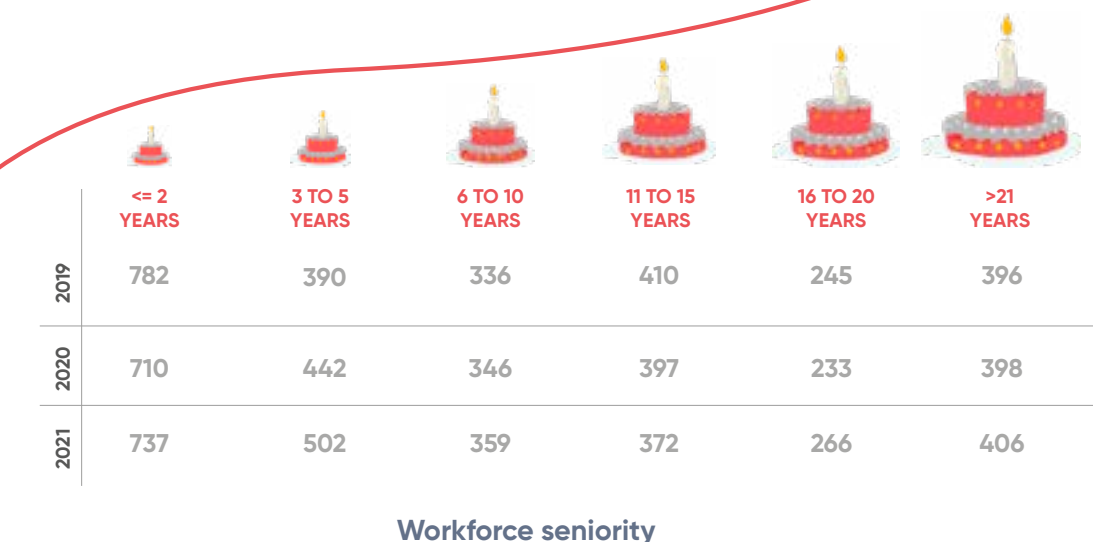 <= 2 YEARS
3 TO 5 YEARS
6 TO 10 YEARS
11 TO 15 YEARS
16 TO 20 YEARS
>21 YEARS
2019 782 390 336 410 245 396
2020 710 442 346 397 233 398
2021 737 502 359 372 266 406
Workforce seniority